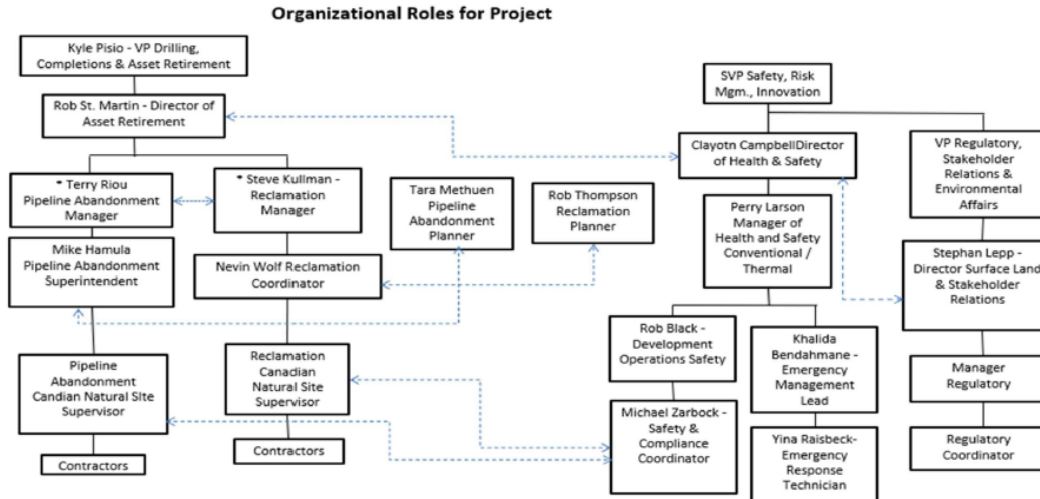 Organizational Roles for Project
Kyle Pisio - VP Drilling,
Completions & Asset Retirement
Rob St. Martin - Director of
Asset Retirement
* Terry Riou
Pipeline Abandonment
Manager
* Steve Kullman -
Reclamation
Manager
Mike Hamula
Pipeline Abandonment
Superintendent
Nevin Wolf Reclamation
Coordinator
Tara Methuen
Pipeline
Abandonment
Planner
Rob Thompson
Reclamation
Planner
Pipeline
Abandonment
Candian Natural SIte
Supervisor
Reclamation
Canadian
Natural Site
Supervisor
Contractors
Contractors
SVP Safety, Risk
Mgm., Innovation
Clayotn CampbellDirector
of Health & Safety
VP Regulatory,
Stakeholder
Relations &
Environmental
Affairs
Perry Larson
Manager of
Health and Safety
Conventional /
Thermal
Stephan Lepp -
Director Surface Land
& Stakeholder
Relations
Rob Black -
Development
Operations Safety
Khalida
Bendahmane -
Emergency
Management
Lead
Manager
Regulatory
Michael Zarbock -
Safety &
Compliance
Coordinator
Yina Raisbeck-
Emergency
Response
Technician
Regulatory
Coordinator